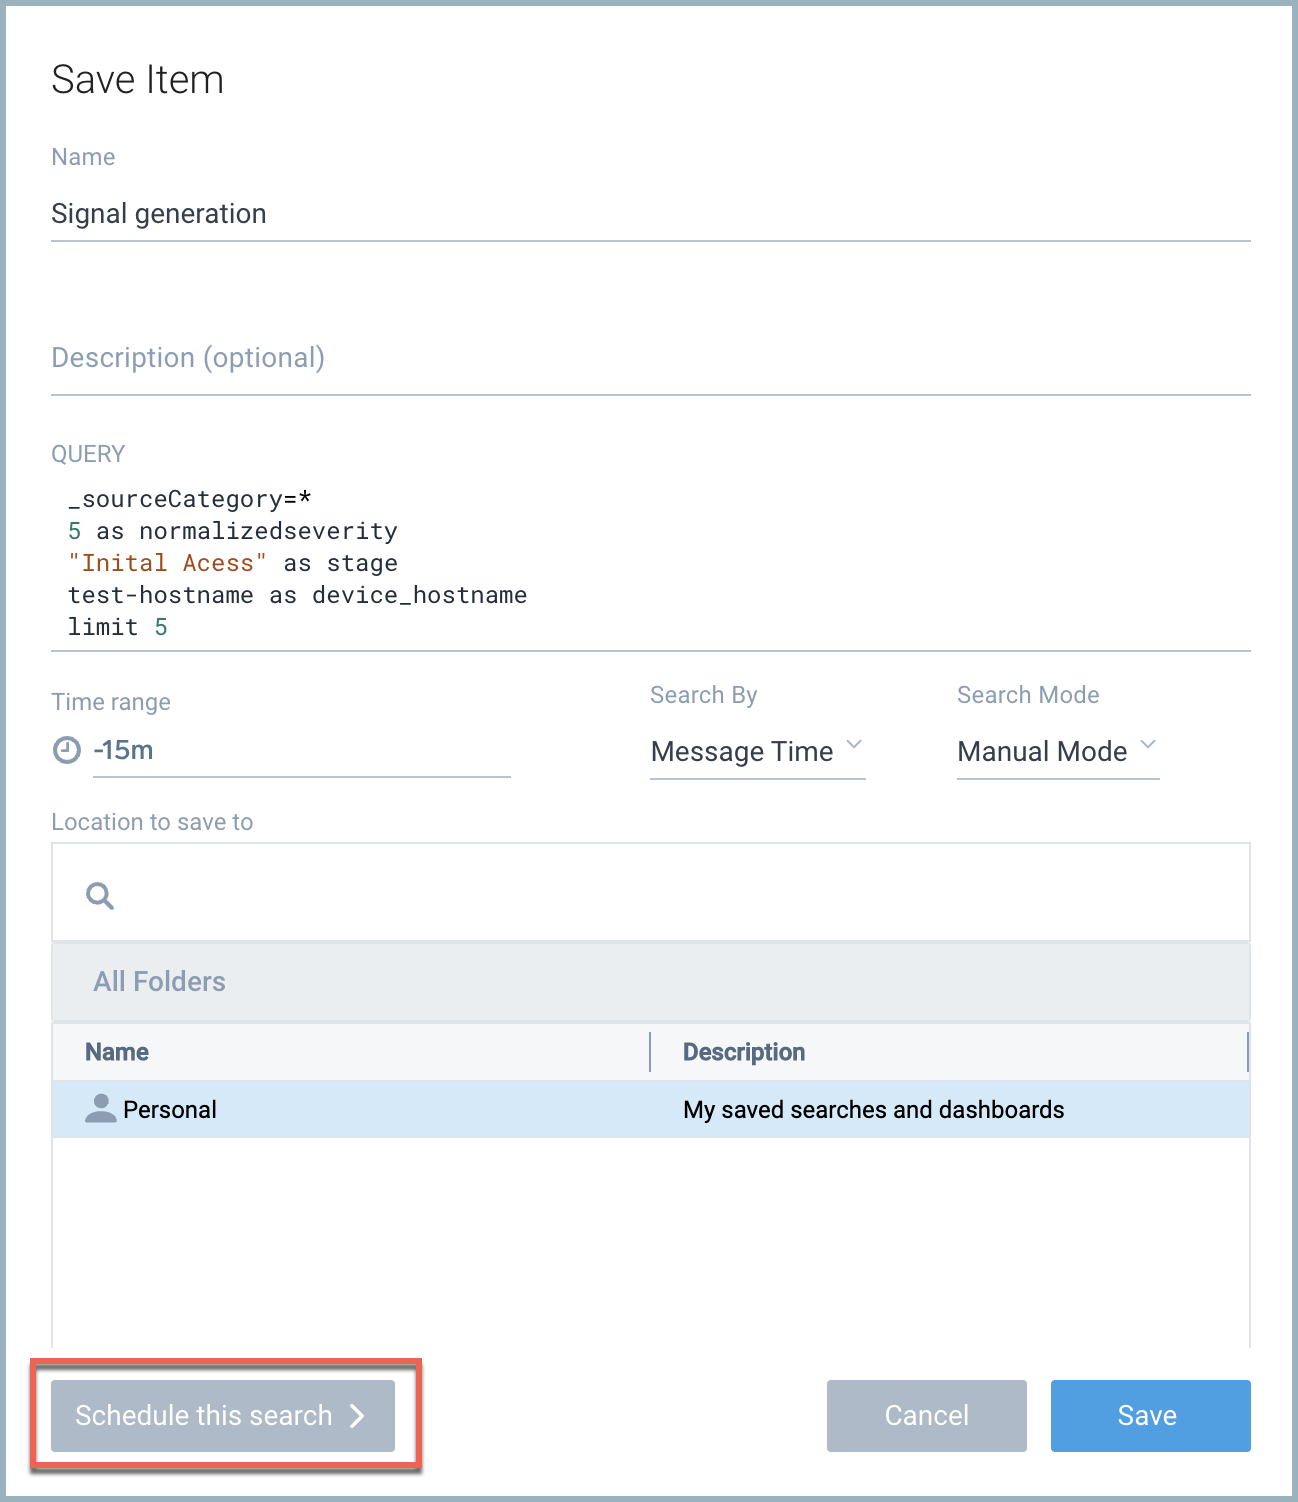 Save Item
Name
Signal generation
Description (optional)
QUERY
_sourceCategory=*
5 as normalizedseverity
"Inital Acess" as stage
test-hostname as device_hostname
limit 5
Time range
Search By
Search Mode
-15m
Message Time
Manual Mode
Location to save to
All Folders
Name
Description
Personal
My saved searches and dashboards
Schedule this search
Cancel
Save